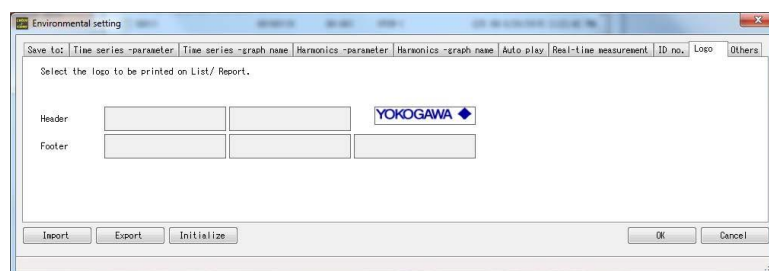 Environmental setting
Save to: Time series -parameter Time series -graph name Harmonics -parameter Harmonics -graph name Auto play Real-time measurement ID no. Logo Others
Select the logo to be printed on List/ Report.
Header YOKOGAWA
Footer
Import Export Initialize OK Cancel